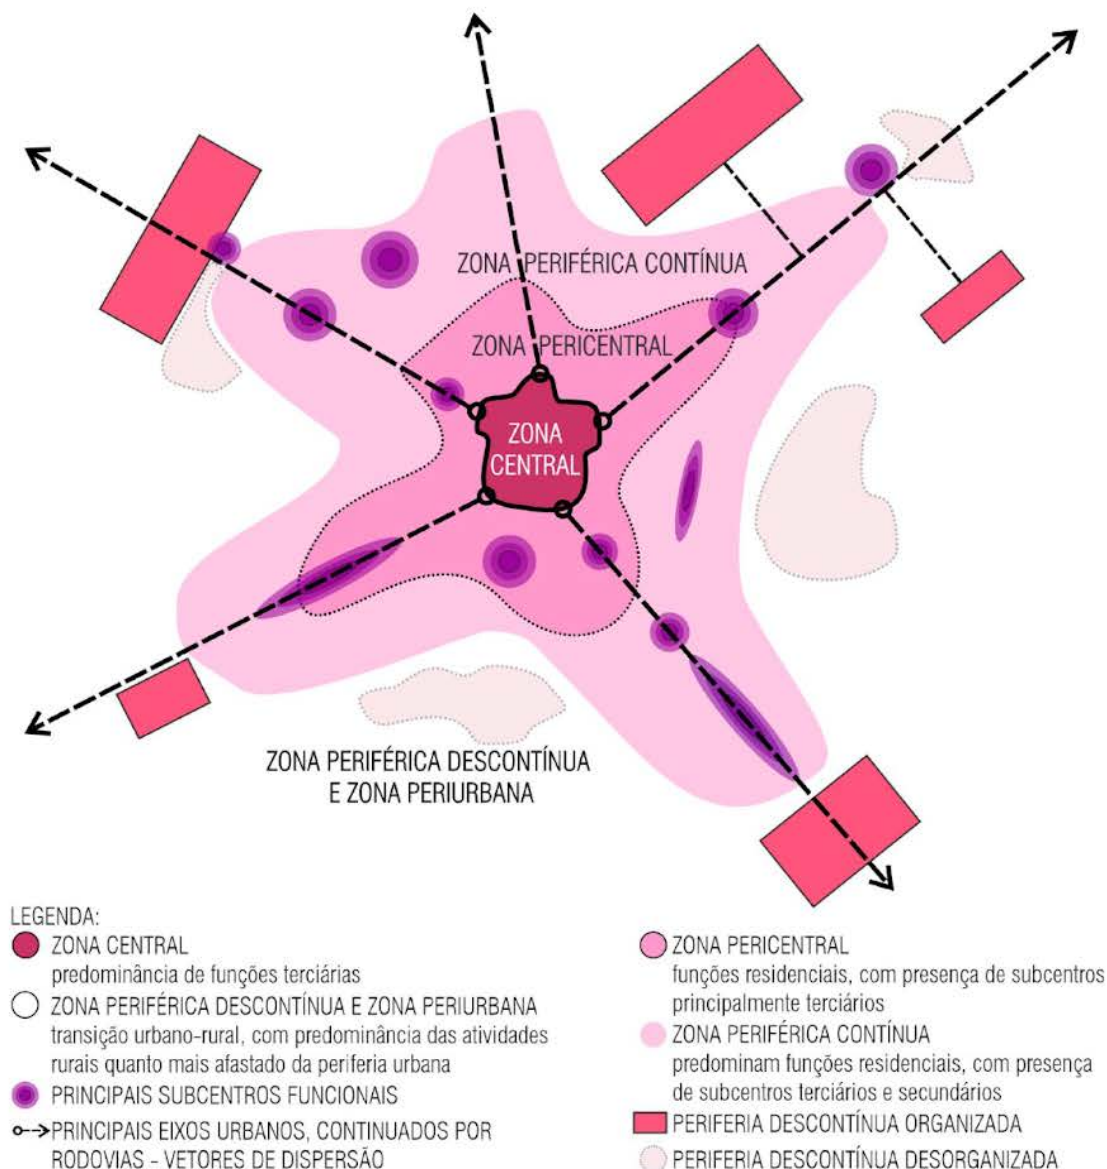 ZONA PERIFÉRICA CONTÍNUA
ZONA PERICENTRAL
ZONA
CENTRAL
ZONA PERIFÉRICA DESCONTÍNUA
E ZONA PERIURBANA
LEGENDA:
ZONA CENTRAL
predominância de funções terciárias
ZONA PERIFÉRICA DESCONTÍNUA E ZONA PERIURBANA
transição urbano-rural, com predominância das atividades
rurais quanto mais afastado da periferia urbana
PRINCIPAIS SUBCENTROS FUNCIONAIS
PRINCIPAIS EIXOS URBANOS, CONTINUADOS POR
RODOVIAS - VETORES DE DISPERSÃO
ZONA PERICENTRAL
funções residenciais, com presença de subcentros
principalmente terciários
ZONA PERIFÉRICA CONTÍNUA
predominam funções residenciais, com presença
de subcentros terciários e secundários
PERIFERIA DESCONTÍNUA ORGANIZADA
PERIFERIA DESCONTÍNUA DESORGANIZADA